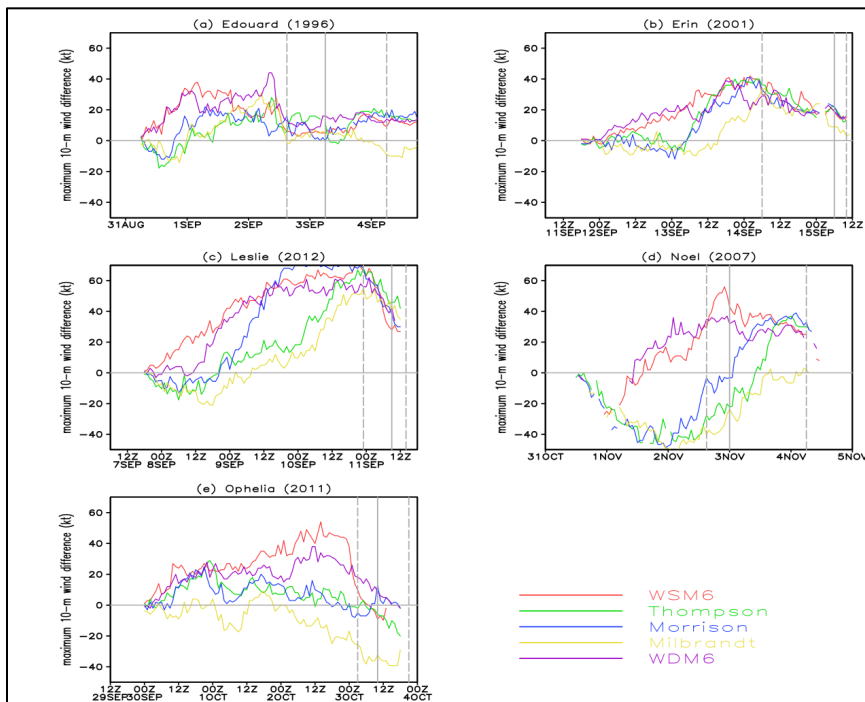 (a) Edouard (1996)
maximum 10-m wind difference (kt)
60
40
20
0
-20
-40
31AUG 1SEP 2SEP 3SEP 4SEP
(b) Erin (2001)
maximum 10-m wind difference (kt)
60
40
20
0
-20
-40
12Z 00Z 12Z 00Z 12Z 00Z 12Z 00Z 12Z
11SEP 12SEP 13SEP 14SEP 15SEP
(c) Leslie (2012)
maximum 10-m wind difference (kt)
60
40
20
0
-20
-40
12Z 00Z 12Z 00Z 12Z 00Z 12Z 00Z 12Z
7SEP 8SEP 9SEP 10SEP 11SEP
(d) Noel (2007)
maximum 10-m wind difference (kt)
60
40
20
0
-20
-40
31OCT 1NOV 2NOV 3NOV 4NOV 5NOV
(e) Ophelia (2011)
maximum 10-m wind difference (kt)
60
40
20
0
-20
-40
12Z 00Z 12Z 00Z 12Z 00Z 12Z 00Z 12Z 00Z
29SEP 30SEP 1OCT 2OCT 3OCT 4OCT
WSM6
Thompson
Morrison
Milbrandt
WDM6